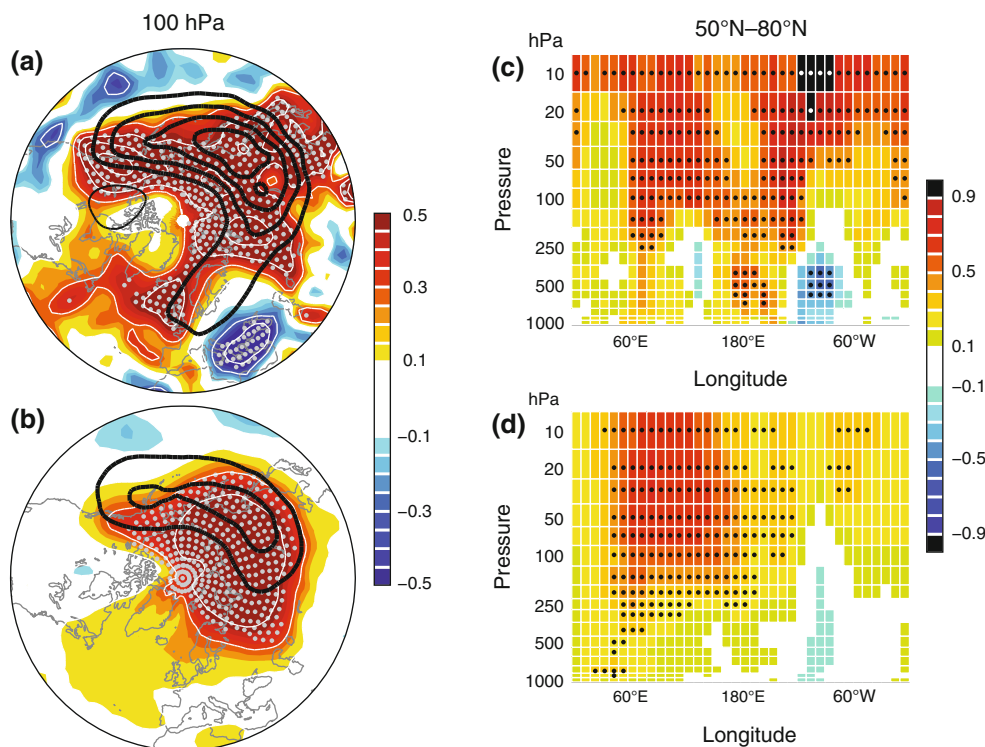 100 hPa
(a)
0.5
0.3
0.1
−0.1
−0.3
−0.5
(b)
50°N–80°N
hPa
(c)
10
20
50
100
250
500
1000
Pressure
60°E
180°E
60°W
Longitude
0.9
0.5
0.1
−0.1
−0.5
−0.9
hPa
(d)
10
20
50
100
250
500
1000
Pressure
60°E
180°E
60°W
Longitude